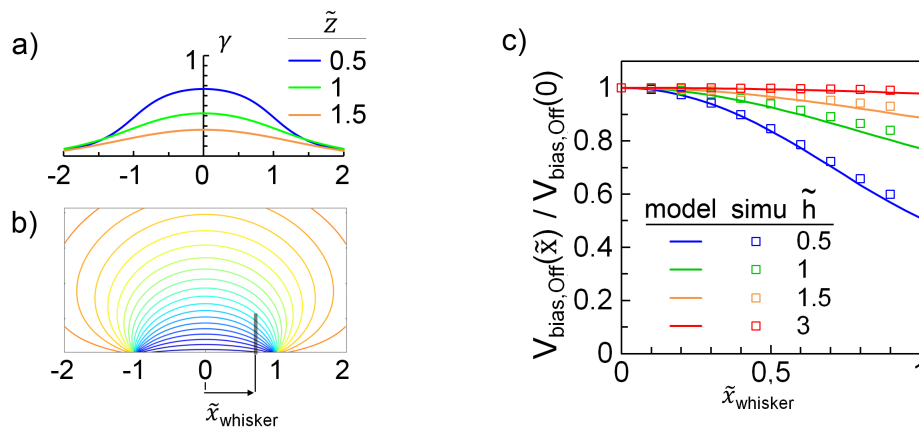 a)
γ
z̃
1
0.5
1
1.5
-2 -1 0 1 2
b)
-2 -1 0 1 2
x̃whisker
c)
Vbias,Off(x̃) / Vbias,Off(0)
1
0.8
0.6
0.4
0.2
0
model simu h̃
0.5
1
1.5
3
0 0,5 1
x̃whisker